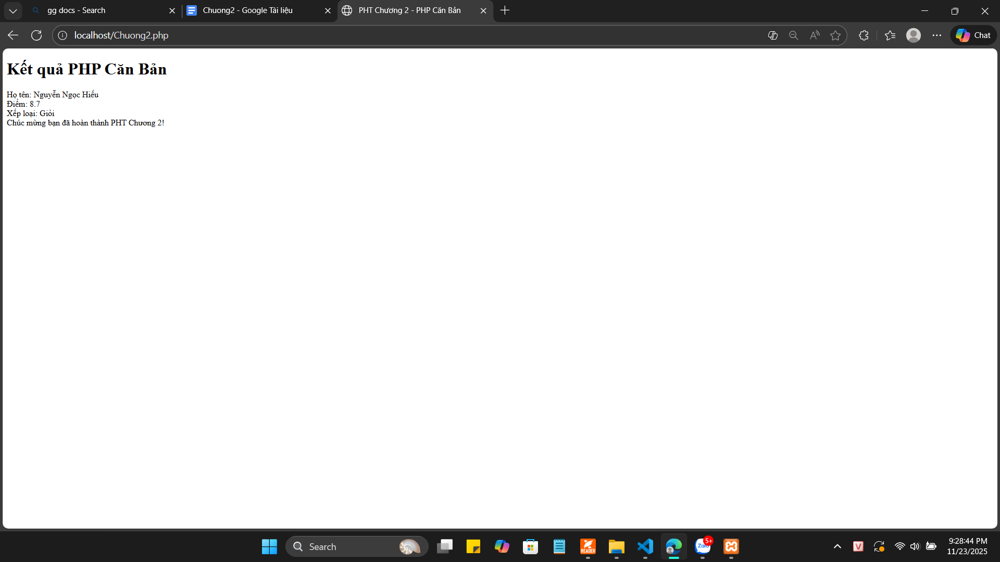 gg docs - Search
Chuong2 - Google Tài liệu
PHT Chương 2 - PHP Căn Bản
localhost/Chuong2.php
Chat
Kết quả PHP Căn Bản
Họ tên: Nguyễn Ngọc Hiếu
Điểm: 8.7
Xếp loại: Giỏi
Chúc mừng bạn đã hoàn thành PHT Chương 2!
Search
READER
Zalo
5+
V
9:28:44 PM
11/23/2025